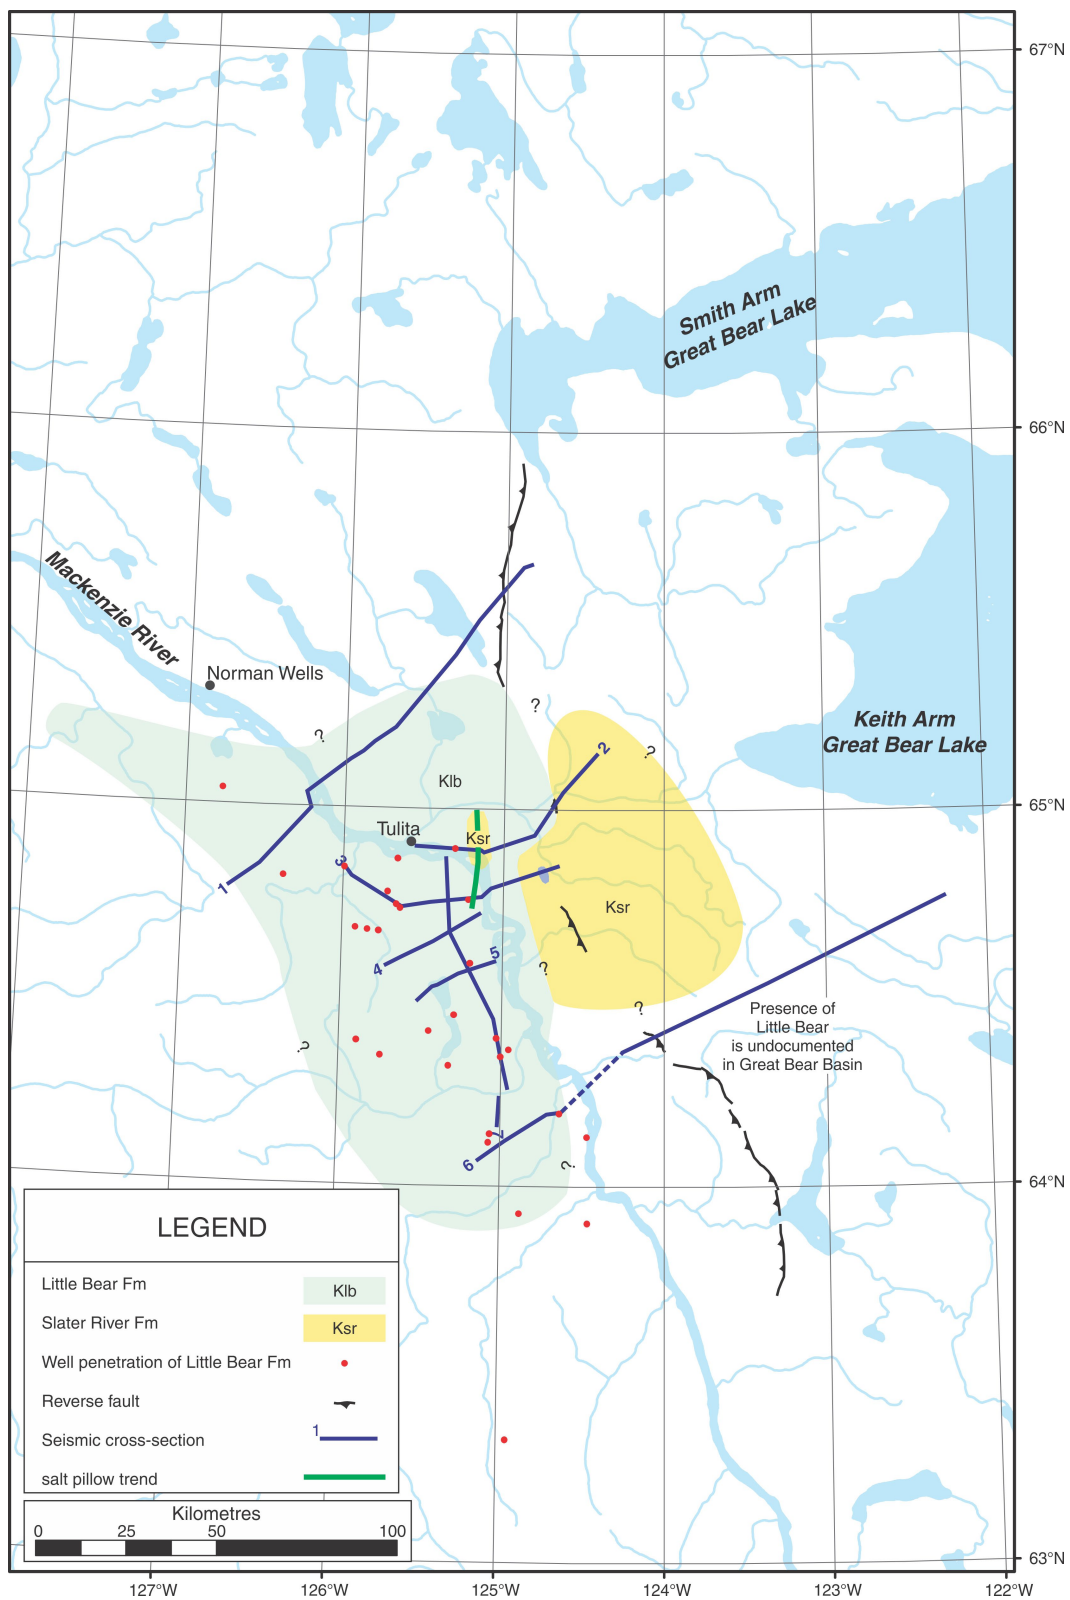 67°N
Smith Arm
Great Bear Lake
66°N
Mackenzie River
Norman Wells
Keith Arm
Great Bear Lake
?
?
?
2
Klb
65°N
Tulita
Ksr
3
1
Ksr
5
4
?
?
Presence of
Little Bear
is undocumented
in Great Bear Basin
?
7
6
?
64°N
LEGEND
Little Bear Fm
Klb
Slater River Fm
Ksr
Well penetration of Little Bear Fm
Reverse fault
Seismic cross-section
1
salt pillow trend
Kilometres
0 25 50 100
63°N
127°W 126°W 125°W 124°W 123°W 122°W